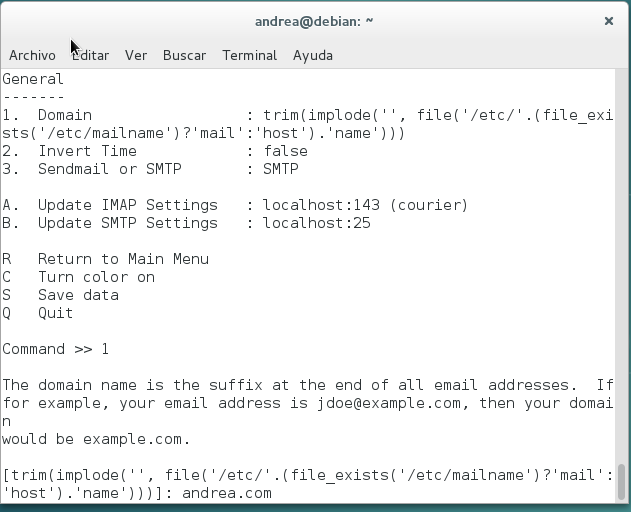 andrea@debian: ~
Archivo Editar Ver Buscar Terminal Ayuda
General
-------
1.  Domain                 : trim(implode('', file('/etc/'.(file_exi
sts('/etc/mailname')?'mail':'host').'name')))
2.  Invert Time            : false
3.  Sendmail or SMTP       : SMTP
A.  Update IMAP Settings   : localhost:143 (courier)
B.  Update SMTP Settings   : localhost:25
R   Return to Main Menu
C   Turn color on
S   Save data
Q   Quit
Command >> 1
The domain name is the suffix at the end of all email addresses.  If
for example, your email address is jdoe@example.com, then your domai
n
would be example.com.
[trim(implode('', file('/etc/'.(file_exists('/etc/mailname')?'mail':
'host').'name')))]: andrea.com